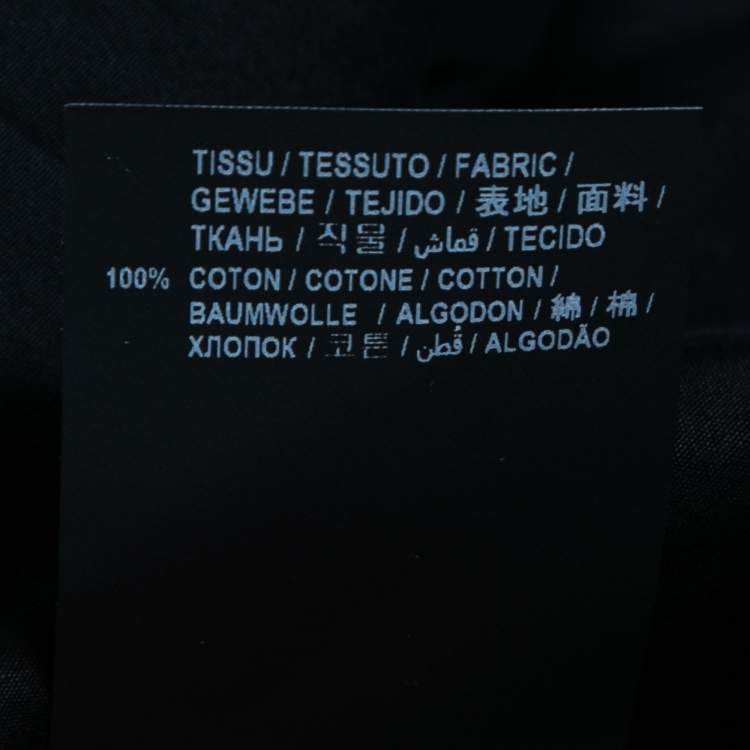 TISSU / TESSUTO / FABRIC /
GEWEBE / TEJIDO / 表地 / 面料 /
ТКАНЬ / 직물 / قماش / TECIDO
100% COTON / COTONE / COTTON /
BAUMWOLLE / ALGODON / 綿 / 棉 /
ХЛОПОК / 코튼 / قُطن / ALGODÃO